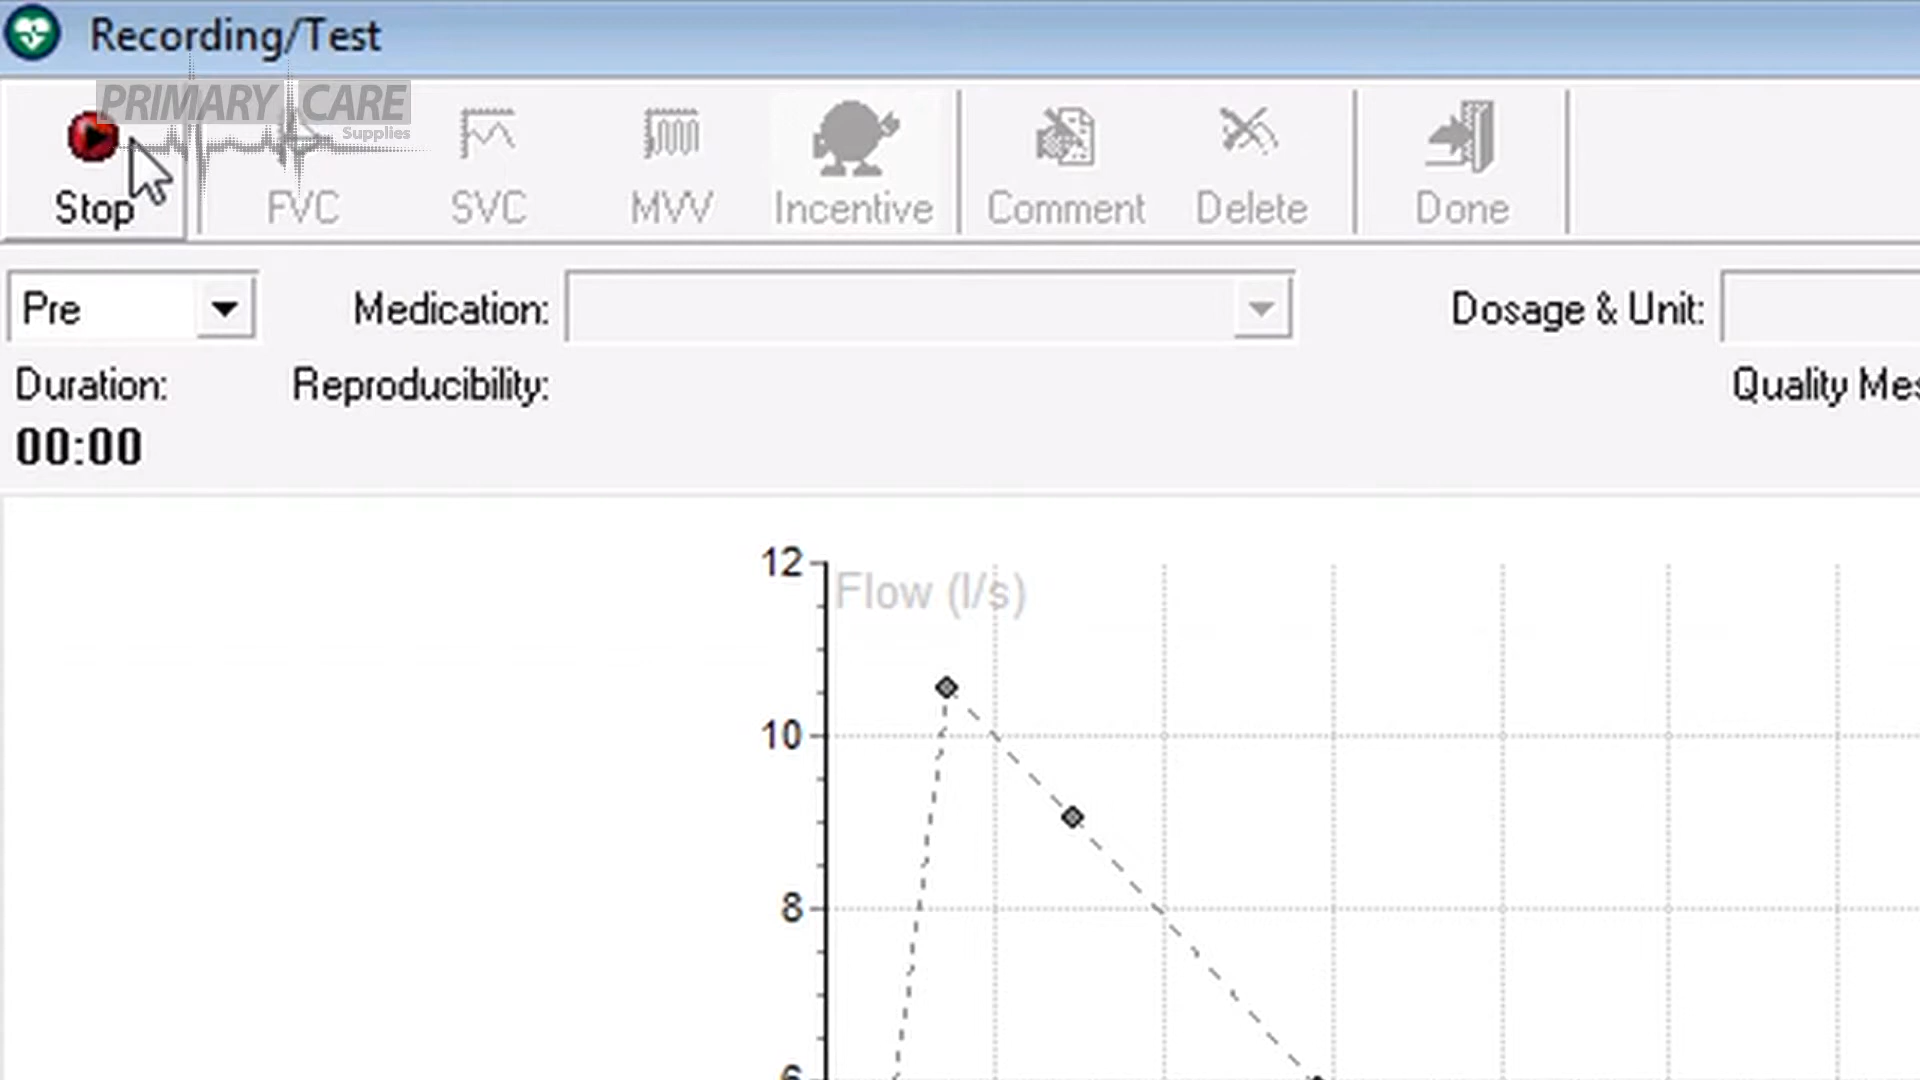 Recording/Test
PRIMARY CARE
Supplies
Stop FVC SVC MVV Incentive Comment Delete Done
Pre Medication: Dosage & Unit:
Duration: Reproducibility: Quality Mes
00:00
12
Flow (l/s)
10
8
6